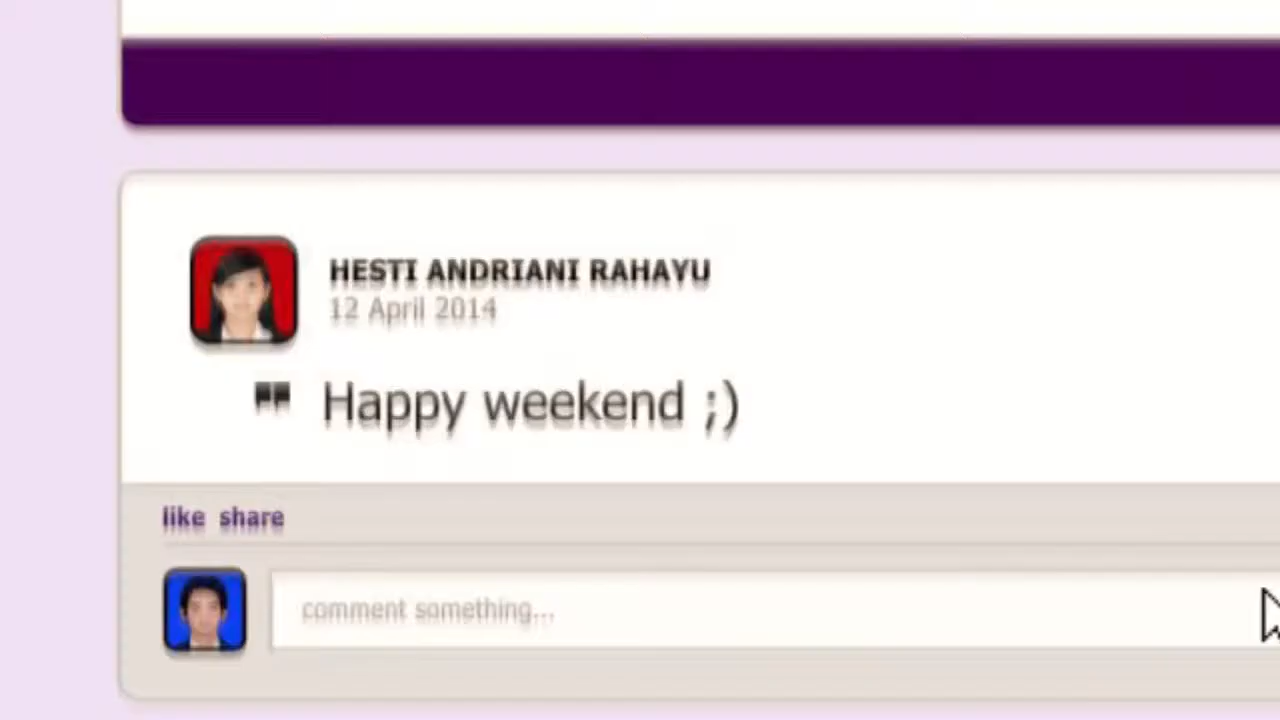 HESTI ANDRIANI RAHAYU
12 April 2014
" Happy weekend ;)
like share
comment something...